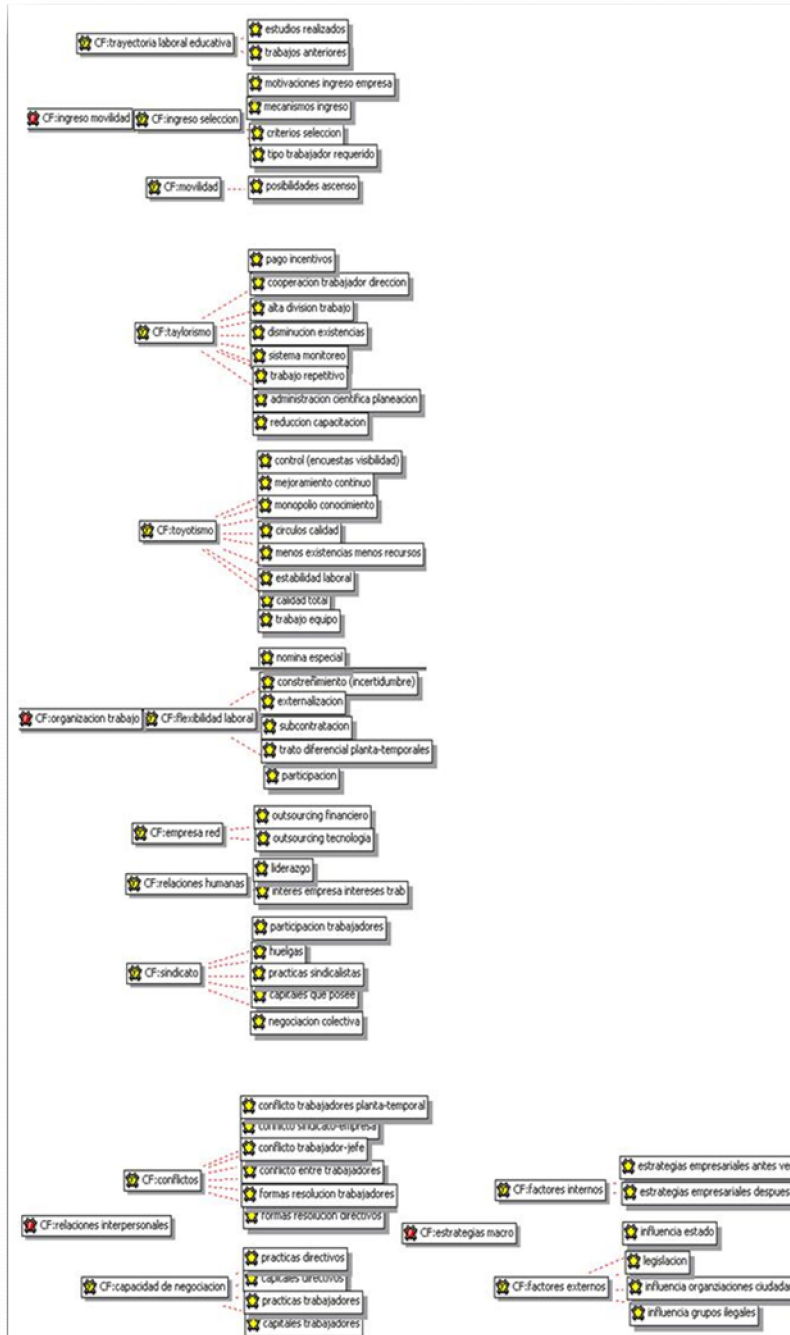 CF:trayectoria laboral educativa
estudios realizados
trabajos anteriores
CF:ingreso movilidad
CF:ingreso seleccion
motivaciones ingreso empresa
mecanismos ingreso
criterios seleccion
tipo trabajador requerido
CF:movilidad
posibilidades ascenso
CF:taylorismo
pago incentivos
cooperacion trabajador direccion
alta division trabajo
disminucion existencias
sistema monitoreo
trabajo repetitivo
administracion cientifica planeacion
reduccion capacitacion
CF:toyotismo
control (encuestas visibilidad)
mejoramiento continuo
monopolio conocimiento
circulos calidad
menos existencias menos recursos
estabilidad laboral
calidad total
trabajo equipo
CF:organizacion trabajo
CF:flexibilidad laboral
nomina especial
constreñimiento (incertidumbre)
externalizacion
subcontratacion
trato diferencial planta-temporales
participacion
CF:empresa red
outsourcing financiero
outsourcing tecnologia
CF:relaciones humanas
liderazgo
interes empresa intereses trab
CF:sindicato
participacion trabajadores
huelgas
practicas sindicalistas
capitales que posee
negociacion colectiva
CF:relaciones interpersonales
CF:conflictos
conflicto trabajadores planta-temporal
conflicto sindicato-empresa
conflicto trabajador-jefe
conflicto entre trabajadores
formas resolucion trabajadores
formas resolucion directivos
CF:capacidad de negociacion
practicas directivos
capitales directivos
practicas trabajadores
capitales trabajadores
CF:estrategias macro
CF:factores internos
estrategias empresariales antes ve
estrategias empresariales despues
CF:factores externos
influencia estado
legislacion
influencia organziaciones ciudada
influencia grupos ilegales